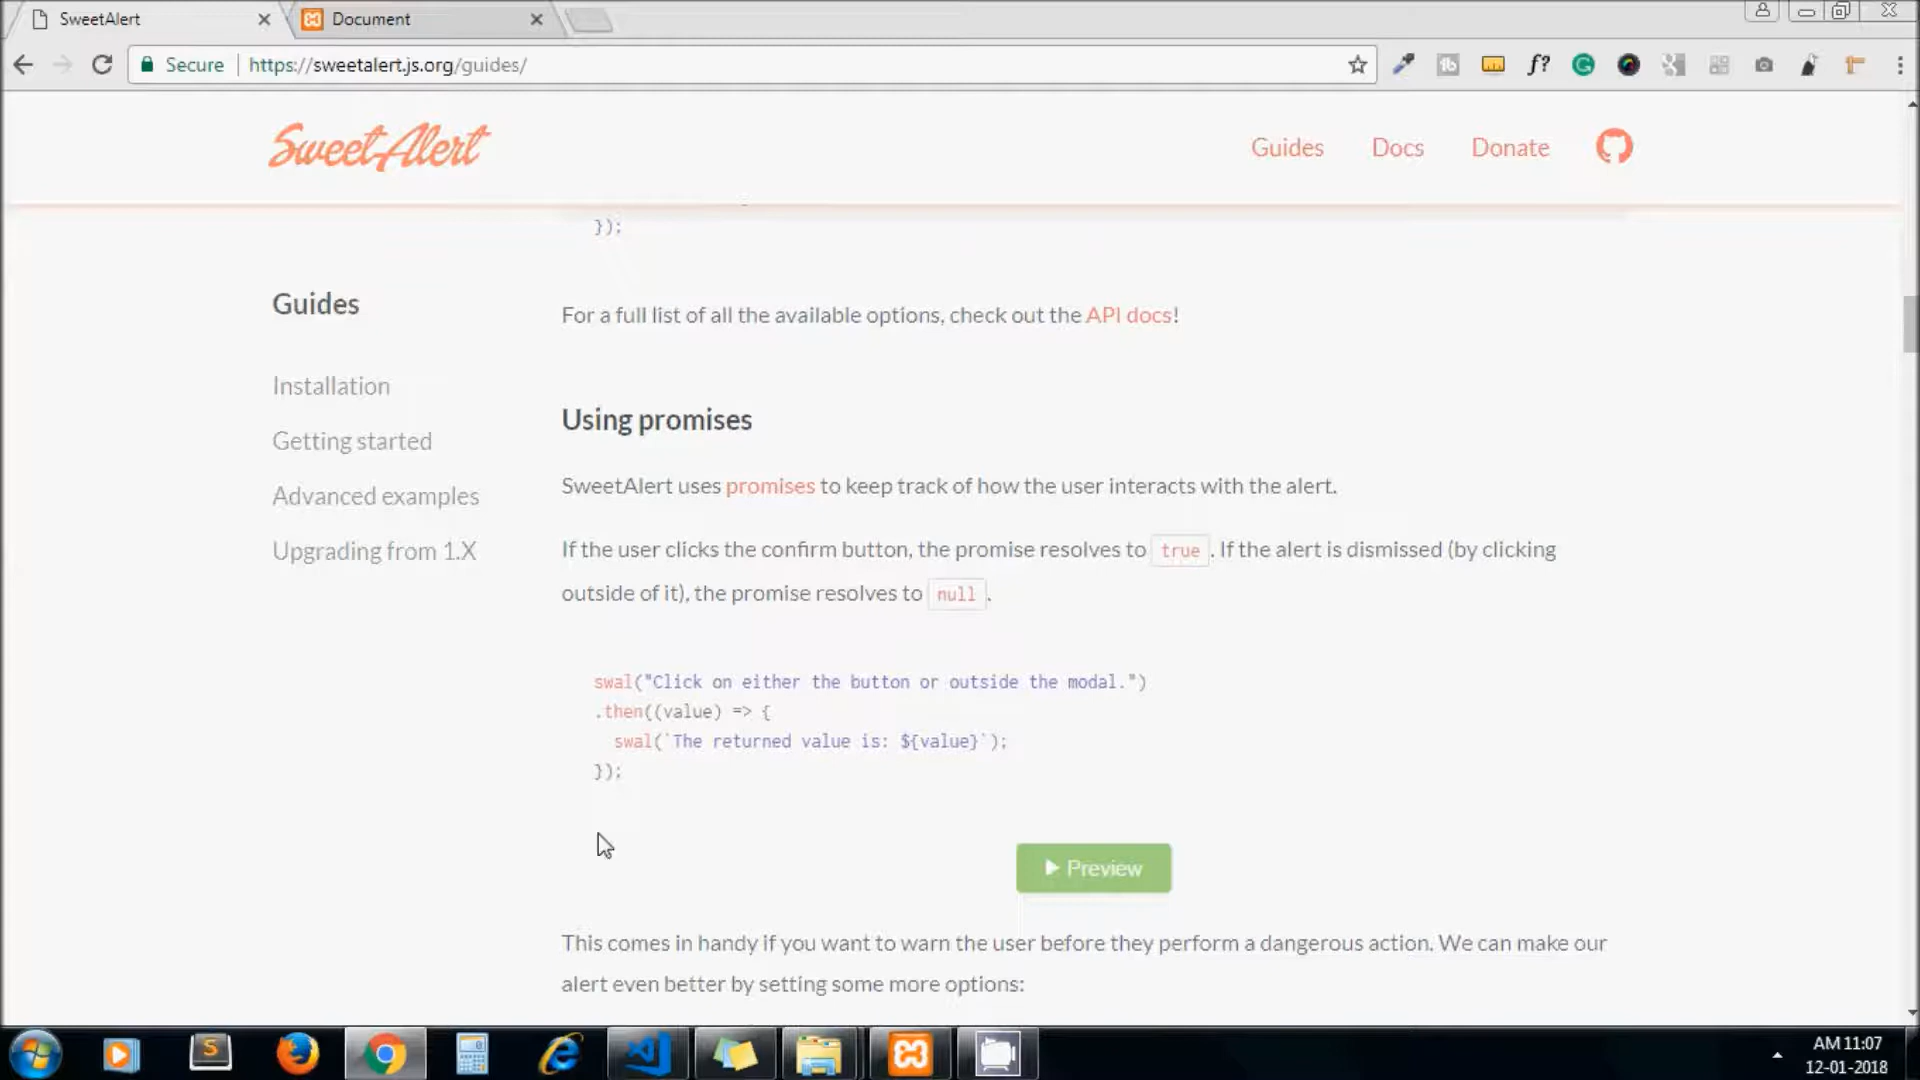 SweetAlert
Document
Secure
https://sweetalert.js.org/guides/
f?
SweetAlert
Guides
Docs
Donate
});
Guides
Installation
Getting started
Advanced examples
Upgrading from 1.X
For a full list of all the available options, check out the API docs!
Using promises
SweetAlert uses promises to keep track of how the user interacts with the alert.
If the user clicks the confirm button, the promise resolves to true. If the alert is dismissed (by clicking
outside of it), the promise resolves to null.
swal("Click on either the button or outside the modal.")
.then((value) => {
swal(`The returned value is: ${value}`);
});
Preview
This comes in handy if you want to warn the user before they perform a dangerous action. We can make our
alert even better by setting some more options:
AM 11:07
12-01-2018